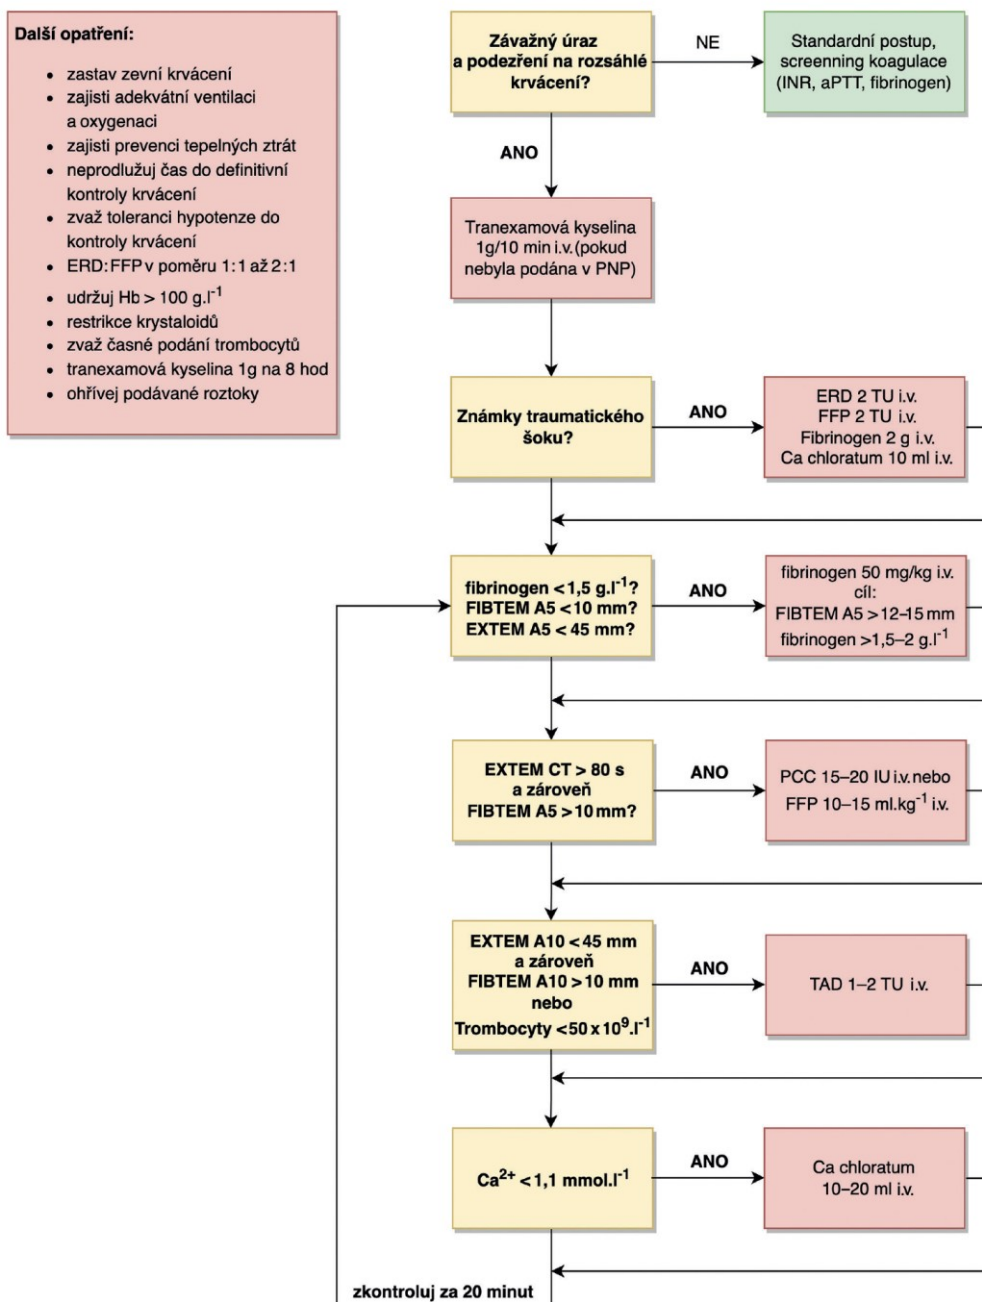 Další opatření:
• zastav zevní krvácení
• zajisti adekvátní ventilaci
a oxygenaci
• zajisti prevenci tepelných ztrát
• neprodlužuj čas do definitivní
kontroly krvácení
• zvaž toleranci hypotenze do
kontroly krvácení
• ERD:FFP v poměru 1:1 až 2:1
• udržuj Hb > 100 g.l⁻¹
• restrikce krystaloidů
• zvaž časné podání trombocytů
• tranexamová kyselina 1g na 8 hod
• ohřívej podávané roztoky
Závažný úraz
a podezření na rozsáhlé
krvácení?
NE
Standardní postup,
screenning koagulace
(INR, aPTT, fibrinogen)
ANO
Tranexamová kyselina
1g/10 min i.v. (pokud
nebyla podána v PNP)
Známky traumatického
šoku?
ANO
ERD 2 TU i.v.
FFP 2 TU i.v.
Fibrinogen 2 g i.v.
Ca chloratum 10 ml i.v.
fibrinogen <1,5 g.l⁻¹?
FIBTEM A5 <10 mm?
EXTEM A5 <45 mm?
ANO
fibrinogen 50 mg/kg i.v.
cíl:
FIBTEM A5 >12–15 mm
fibrinogen >1,5–2 g.l⁻¹
EXTEM CT > 80 s
a zároveň
FIBTEM A5 >10 mm?
ANO
PCC 15–20 IU i.v. nebo
FFP 10–15 ml.kg⁻¹ i.v.
EXTEM A10 <45 mm
a zároveň
FIBTEM A10 >10 mm
nebo
Trombocyty <50 x 10⁹.l⁻¹
ANO
TAD 1–2 TU i.v.
Ca²⁺ <1,1 mmol.l⁻¹
ANO
Ca chloratum
10–20 ml i.v.
zkontroluj za 20 minut